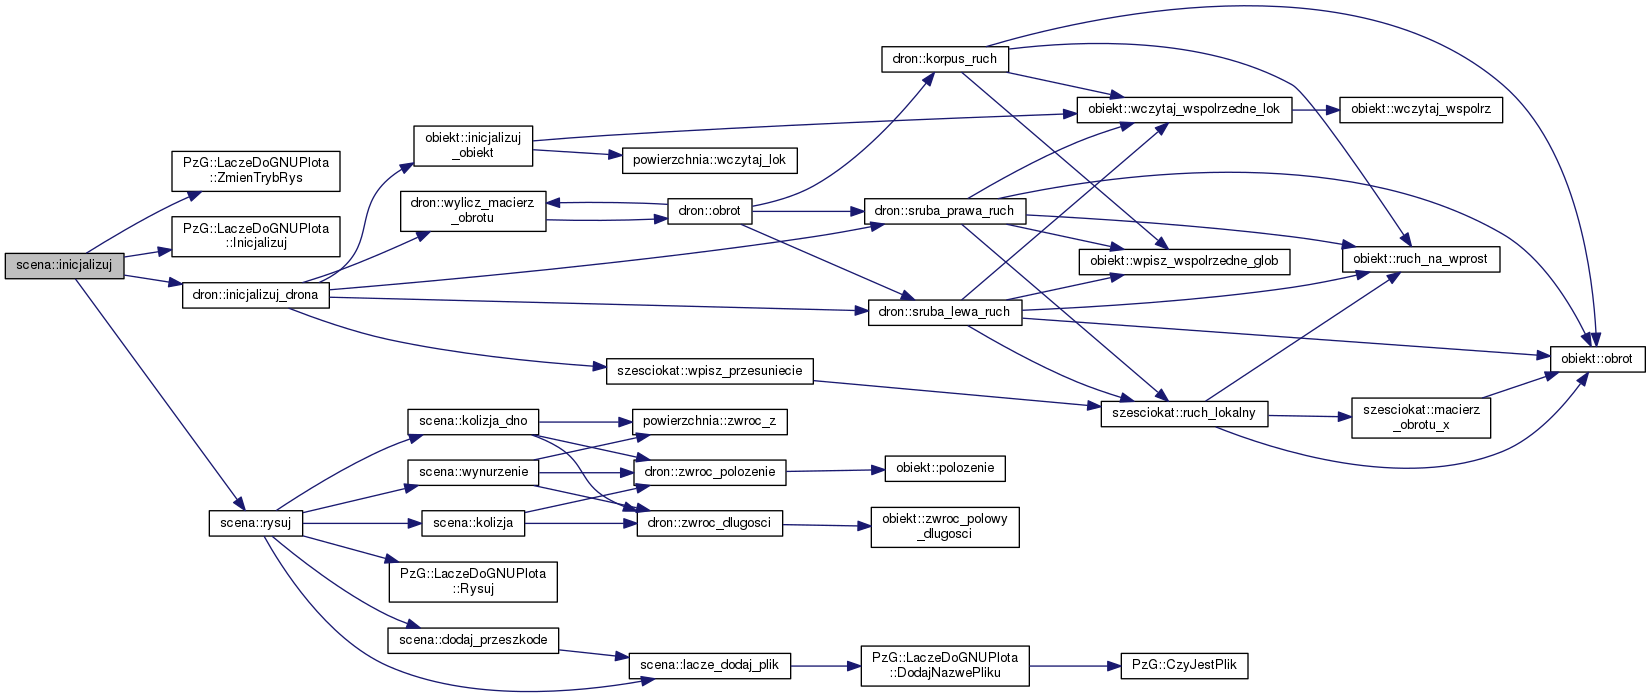 scena::inicjalizuj
PzG::LaczeDoGNUPlota
::ZmienTrybRys
PzG::LaczeDoGNUPlota
::Inicjalizuj
dron::inicjalizuj_drona
scena::rysuj
obiekt::inicjalizuj
_obiekt
dron::wylicz_macierz
_obrotu
powierzchnia::wczytaj_lok
dron::obrot
szesciokat::wpisz_przesuniecie
scena::kolizja_dno
scena::wynurzenie
scena::kolizja
PzG::LaczeDoGNUPlota
::Rysuj
scena::dodaj_przeszkode
powierzchnia::zwroc_z
dron::zwroc_polozenie
dron::zwroc_dlugosci
scena::lacze_dodaj_plik
dron::korpus_ruch
dron::sruba_prawa_ruch
dron::sruba_lewa_ruch
obiekt::polozenie
obiekt::zwroc_polowy
_dlugosci
PzG::LaczeDoGNUPlota
::DodajNazwePliku
obiekt::wczytaj_wspolrzedne_lok
obiekt::wpisz_wspolrzedne_glob
szesciokat::ruch_lokalny
PzG::CzyJestPlik
obiekt::wczytaj_wspolrz
obiekt::ruch_na_wprost
szesciokat::macierz
_obrotu_x
obiekt::obrot